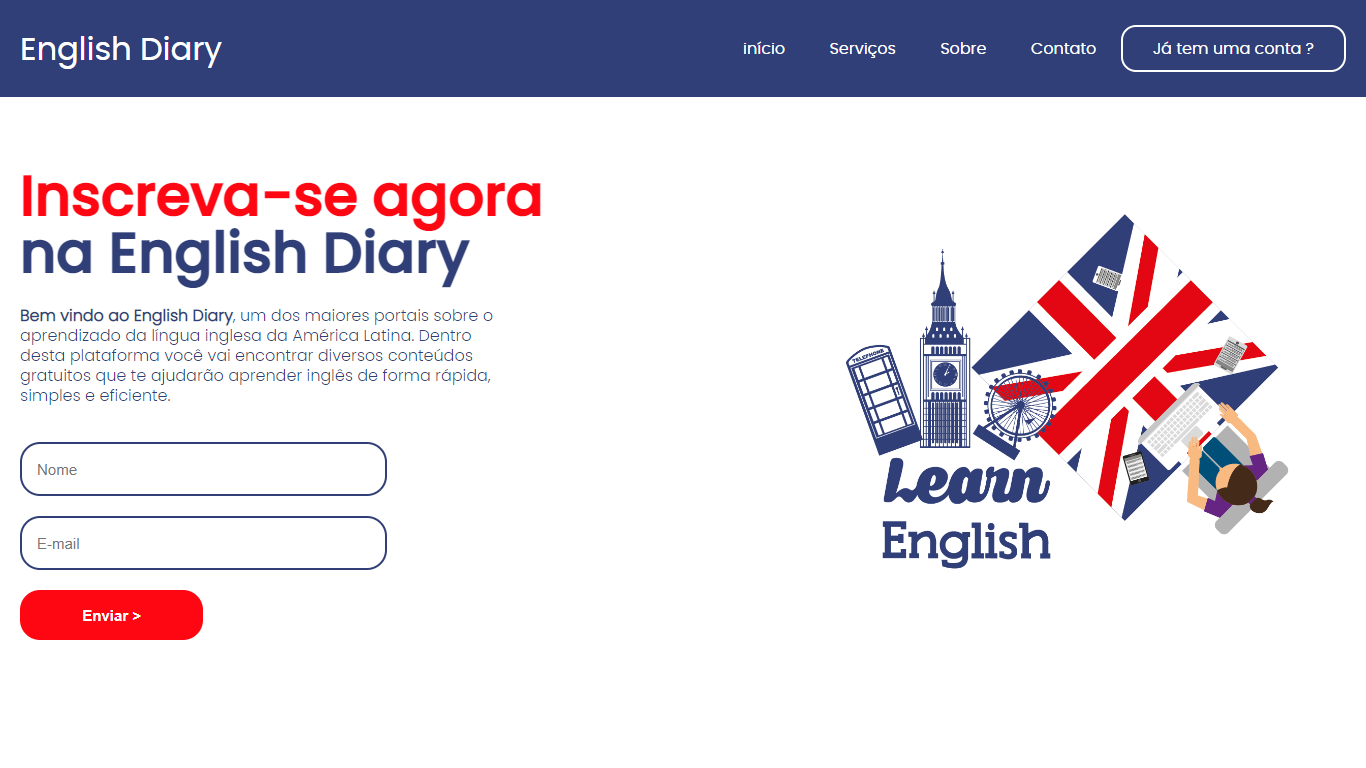 English Diary
início
Serviços
Sobre
Contato
Já tem uma conta ?
Inscreva-se agora
na English Diary
Bem vindo ao English Diary, um dos maiores portais sobre o
aprendizado da língua inglesa da América Latina. Dentro
desta plataforma você vai encontrar diversos conteúdos
gratuitos que te ajudarão aprender inglês de forma rápida,
simples e eficiente.
Nome
E-mail
Enviar >
TELEPHONE
Learn
English